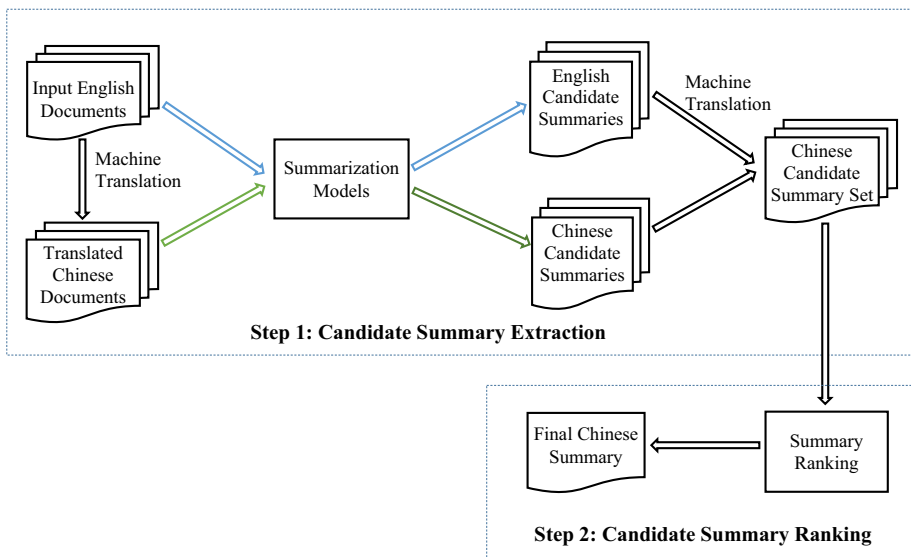 Input English
Documents
Machine
Translation
Translated
Chinese
Documents
Summarization
Models
English
Candidate
Summaries
Chinese
Candidate
Summaries
Machine
Translation
Chinese
Candidate
Summary Set
Step 1: Candidate Summary Extraction
Final Chinese
Summary
Summary
Ranking
Step 2: Candidate Summary Ranking